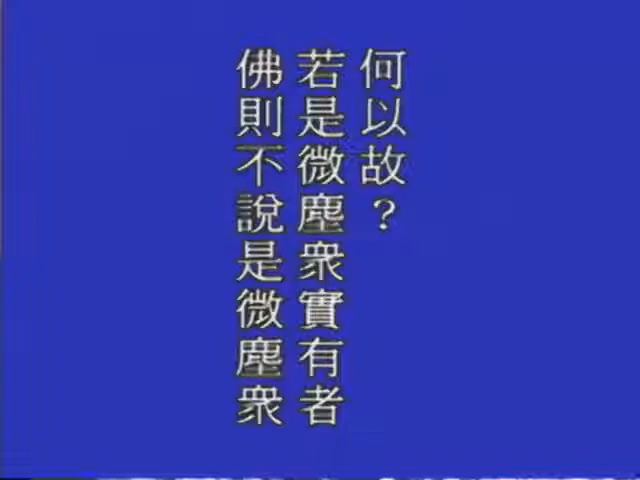 何以故？
若是微塵衆實有者
佛則不說是微塵衆